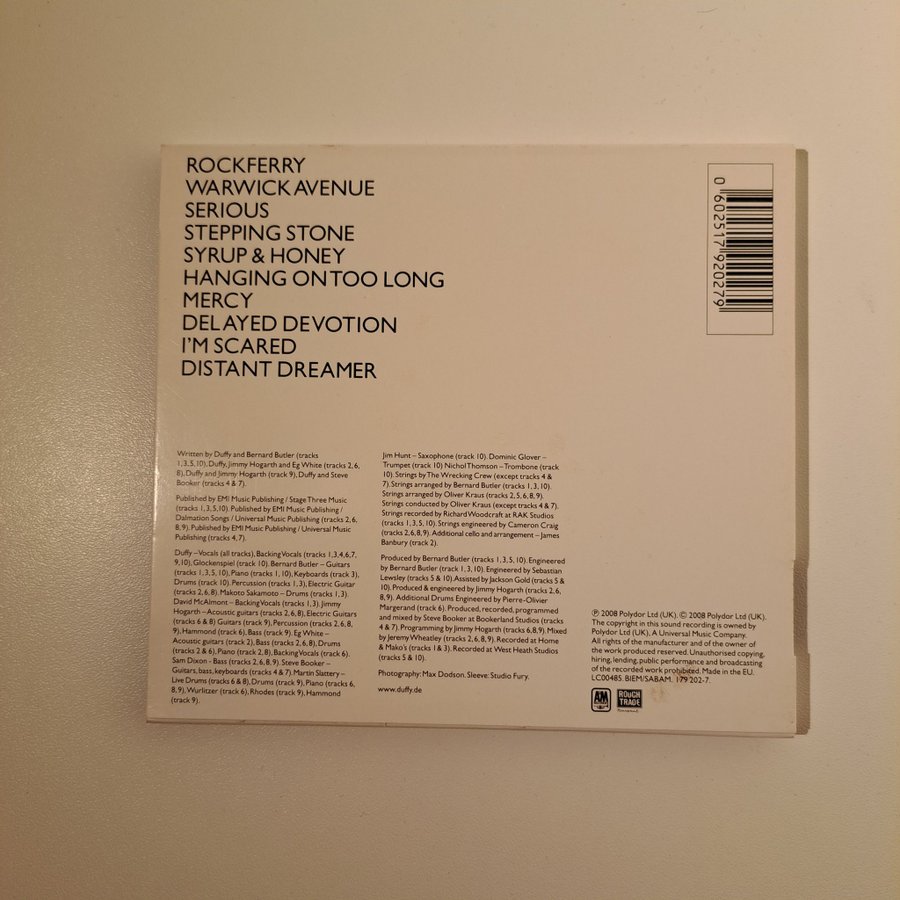 ROCKFERRY
WARWICK AVENUE
SERIOUS
STEPPING STONE
SYRUP & HONEY
HANGING ON TOO LONG
MERCY
DELAYED DEVOTION
I'M SCARED
DISTANT DREAMER
0 602517 920279
Written by Duffy and Bernard Butler (tracks
1,3,5,10). Duffy, Jimmy Hogarth and Eg White (tracks 2,6,
8). Duffy and Jimmy Hogarth (track 9), Duffy and Steve
Booker (tracks 4 & 7).
Published by EMI Music Publishing / Stage Three Music
(tracks 1,3,5,10). Published by EMI Music Publishing /
Dalmation Songs / Universal Music Publishing (tracks 2,6,
8,9). Published by EMI Music Publishing / Universal Music
Publishing (tracks 4,7).
Duffy – Vocals (all tracks), Backing Vocals (tracks 1,3,4,6,7,
9,10), Glockenspiel (track 10). Bernard Butler – Guitars
(tracks 1, 3, 5, 10), Piano (tracks 1, 10), Keyboards (track 3),
Drums (track 10). Percussion (tracks 1,3), Electric Guitar
(tracks 2,6, 8). Makoto Sakamoto – Drums (tracks 1,3).
David McAlmont – Backing Vocals (tracks 1,3). Jimmy
Hogarth – Acoustic guitars (tracks 2,6,8), Electric Guitars
(tracks 6 & 8) Guitars (track 9), Percussion (tracks 2,6,8,
9), Hammond (track 6), Bass (track 9). Eg White –
Acoustic guitars (track 2), Bass (tracks 2,6,8), Drums
(tracks 2 & 6), Piano (track 2,8), Backing Vocals (track 6).
Sam Dixon - Bass (tracks 2,6,8,9). Steve Booker –
Guitars, bass, keyboards (tracks 4 & 7). Martin Slattery –
Live Drums (tracks 6 & 8), Drums (track 9), Piano (tracks 6,
8,9), Wurlitzer (track 6), Rhodes (track 9). Hammond
(track 9).
Jim Hunt – Saxophone (track 10). Dominic Glover –
Trumpet (track 10) Nichol Thomson – Trombone (track
10). Strings by The Wrecking Crew (except tracks 4 &
7). Strings arranged by Bernard Butler (tracks 1,3,10).
Strings arranged by Oliver Kraus (tracks 2,5,6,8,9).
Strings conducted by Oliver Kraus (except tracks 4 & 7).
Strings recorded by Richard Woodcraft at RAK Studios
(tracks 1,3,5,10). Strings engineered by Cameron Craig
(tracks 2,6,8,9). Additional cello and arrangement – James
Banbury (track 2).
Produced by Bernard Butler (tracks 1,3,5,10). Engineered
by Bernard Butler (track 1,3,10). Engineered by Sebastian
Lewsley (tracks 5 & 10). Assisted by Jackson Gold (tracks 5 &
10). Produced & engineered by Jimmy Hogarth (tracks 2,6,
8,9). Additional Drums Engineered by Pierre-Olivier
Margerand (track 6). Produced, recorded, programmed
and mixed by Steve Booker at Bookerland Studios (tracks
4 & 7). Programming by Jimmy Hogarth (tracks 6,8,9). Mixed
by Jeremy Wheatley (tracks 2,6,8,9). Recorded at Home
& Mako's (tracks 1 & 3). Recorded at West Heath Studios
(tracks 5 & 10).
Photography: Max Dodson. Sleeve: Studio Fury.
www.duffy.de
℗ 2008 Polydor Ltd (UK). © 2008 Polydor Ltd (UK).
The copyright in this sound recording is owned by
Polydor Ltd (UK), A Universal Music Company.
All rights of the manufacturer and of the owner of
the work produced reserved. Unauthorised copying,
hiring, lending, public performance and broadcasting
of the recorded work prohibited. Made in the EU.
LC00485. BIEM/SABAM. 179 202-7.
AM
ROUGH
TRADE